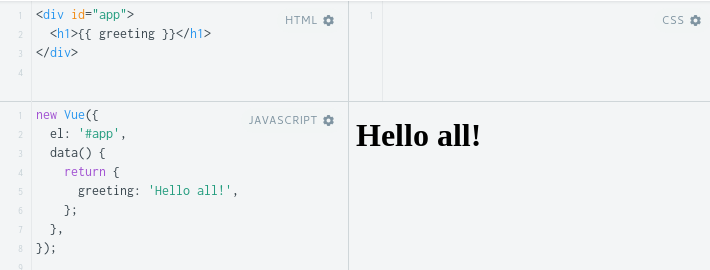 1 <div id="app">
HTML
2   <h1>{{ greeting }}</h1>
3 </div>
4
1
CSS
1 new Vue({
JAVASCRIPT
2   el: '#app',
3   data() {
4     return {
5       greeting: 'Hello all!',
6     };
7   },
8 });
9
Hello all!